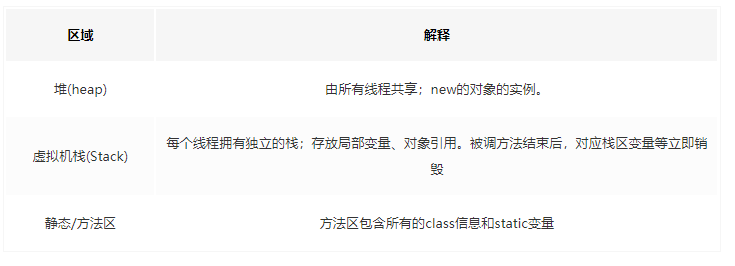 区域 解释
堆(heap) 由所有线程共享；new的对象的实例。
虚拟机栈(Stack) 每个线程拥有独立的栈；存放局部变量、对象引用。被调方法结束后，对应栈区变量等立即销
毁
静态/方法区 方法区包含所有的class信息和static变量